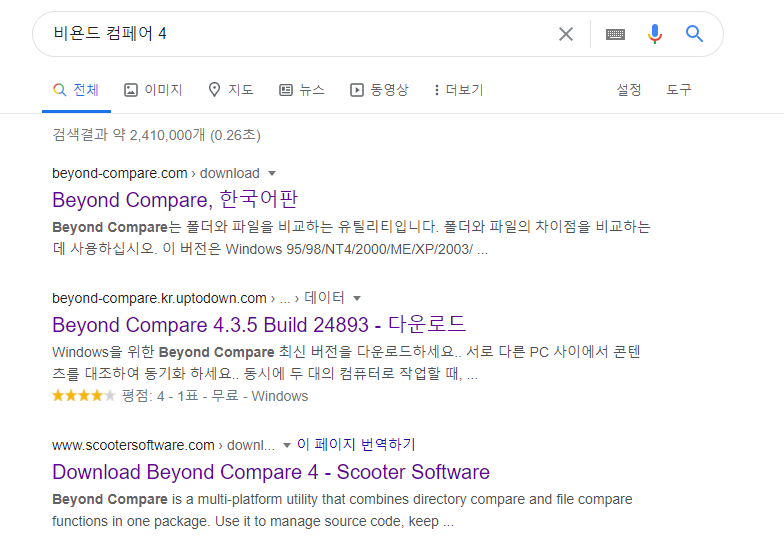 비욘드 컴페어 4
전체 이미지 지도 뉴스 동영상 더보기 설정 도구
검색결과 약 2,410,000개 (0.26초)
beyond-compare.com › download
Beyond Compare, 한국어판
Beyond Compare는 폴더와 파일을 비교하는 유틸리티입니다. 폴더와 파일의 차이점을 비교하는
데 사용하십시오. 이 버전은 Windows 95/98/NT4/2000/ME/XP/2003/ ...
beyond-compare.kr.uptodown.com › ... › 데이터
Beyond Compare 4.3.5 Build 24893 - 다운로드
Windows을 위한 Beyond Compare 최신 버전을 다운로드하세요.. 서로 다른 PC 사이에서 콘텐
츠를 대조하여 동기화 하세요.. 동시에 두 대의 컴퓨터로 작업할 때, ...
평점: 4 - 1표 - 무료 - Windows
www.scootersoftware.com › downl... 이 페이지 번역하기
Download Beyond Compare 4 - Scooter Software
Beyond Compare is a multi-platform utility that combines directory compare and file compare
functions in one package. Use it to manage source code, keep ...